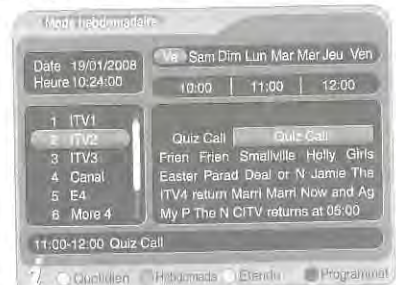 Mode hebdomadaire
Date 19/01/2008
Heure 10:24:00
Ve Sam Dim Lun Mar Mer Jeu Ven
10:00 11:00 12:00
1 ITV1
2 ITV2
3 ITV3
4 Canal
5 E4
6 More 4
Quiz Call Quiz Call
Frien Frien Smellville Holly Girls
Easter Parad Deal or N Jamie The
ITV4 return Marri Marri Now and Ag
My P The N CITV returns at 06:00
11:00-12:00 Quiz Call
Quotidien Hebdomada Etendu Programmat